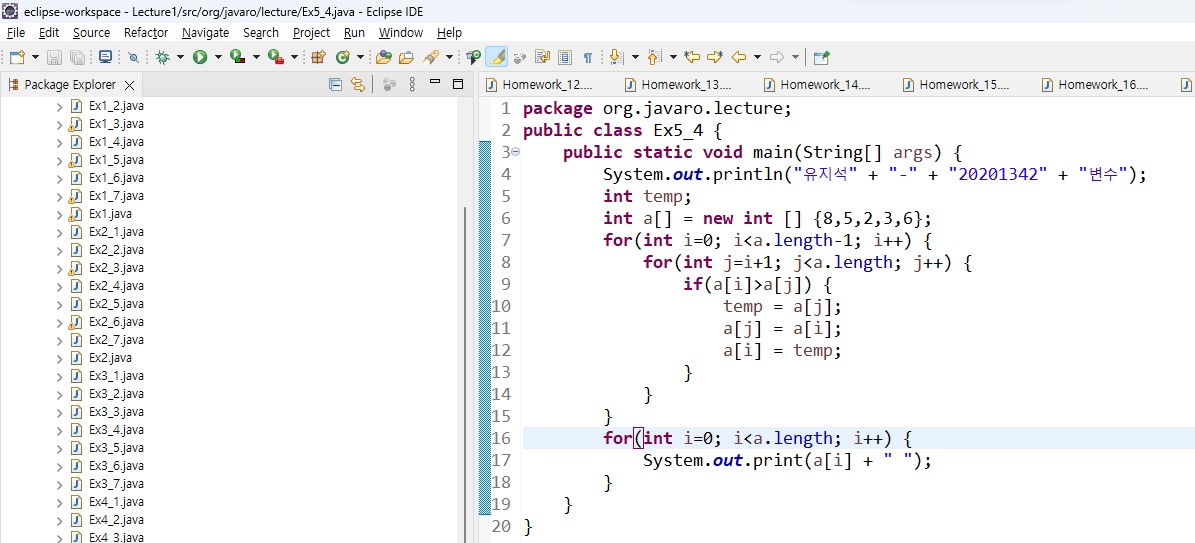 eclipse-workspace - Lecture1/src/org/javaro/lecture/Ex5_4.java - Eclipse IDE
File Edit Source Refactor Navigate Search Project Run Window Help
Package Explorer
Ex1_2.java
Ex1_3.java
Ex1_4.java
Ex1_5.java
Ex1_6.java
Ex1_7.java
Ex1.java
Ex2_1.java
Ex2_2.java
Ex2_3.java
Ex2_4.java
Ex2_5.java
Ex2_6.java
Ex2_7.java
Ex2.java
Ex3_1.java
Ex3_2.java
Ex3_3.java
Ex3_4.java
Ex3_5.java
Ex3_6.java
Ex3_7.java
Ex4_1.java
Ex4_2.java
Ex4_3.java
Homework_12.... Homework_13.... Homework_14.... Homework_15.... Homework_16....
1 package org.javaro.lecture;
2 public class Ex5_4 {
3 public static void main(String[] args) {
4 System.out.println("유지석" + "-" + "20201342" + "변수");
5 int temp;
6 int a[] = new int [] {8,5,2,3,6};
7 for(int i=0; i<a.length-1; i++) {
8 for(int j=i+1; j<a.length; j++) {
9 if(a[i]>a[j]) {
10 temp = a[j];
11 a[j] = a[i];
12 a[i] = temp;
13 }
14 }
15 }
16 for(int i=0; i<a.length; i++) {
17 System.out.print(a[i] + " ");
18 }
19 }
20 }